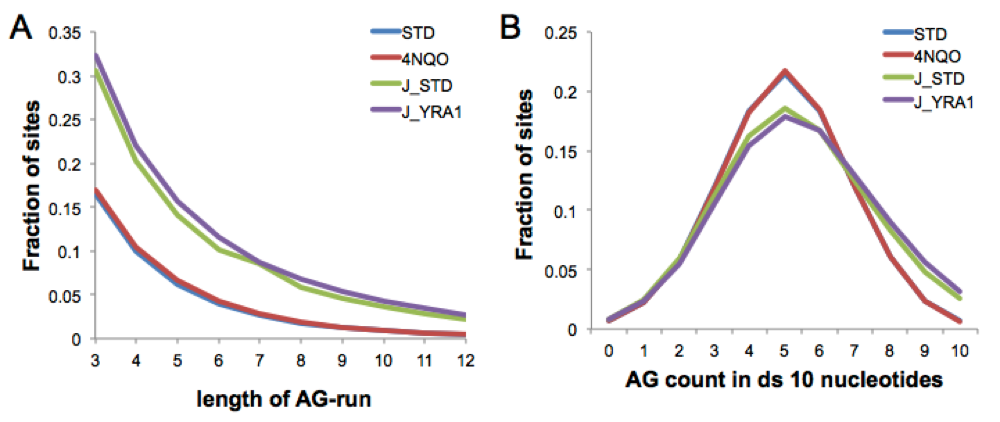 A
0.35
0.3
0.25
0.2
0.15
0.1
0.05
0
Fraction of sites
3 4 5 6 7 8 9 10 11 12
length of AG-run
STD
4NQO
J_STD
J_YRA1
B
0.25
0.2
0.15
0.1
0.05
0
Fraction of sites
0 1 2 3 4 5 6 7 8 9 10
AG count in ds 10 nucleotides
STD
4NQO
J_STD
J_YRA1